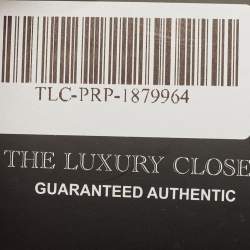 TLC-PRP-1879964
THE LUXURY CLOSE
GUARANTEED AUTHENTIC